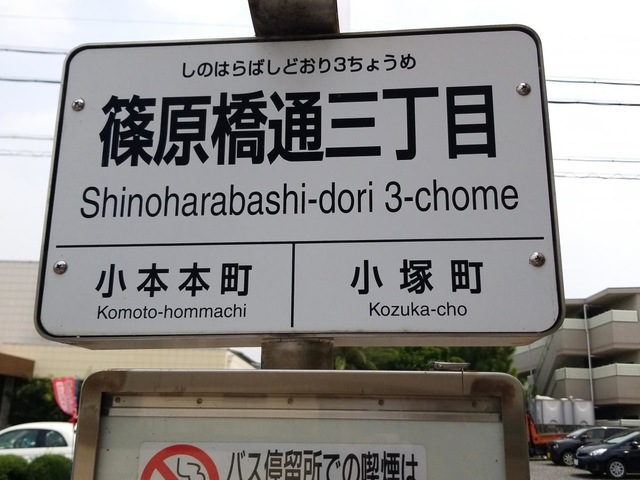 しのはらばしどおり3ちょうめ
篠原橋通三丁目
Shinoharabashi-dori 3-chome
小本本町
Komoto-hommachi
小塚町
Kozuka-cho
バス停留所での喫煙は